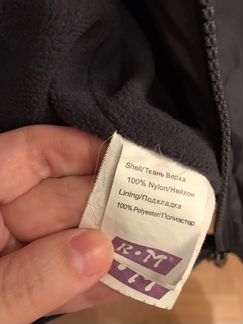 Shell/Ткань Верха
100% Nylon/Нейлон
Lining/Подкладка
100% Polyester/Полиэстер